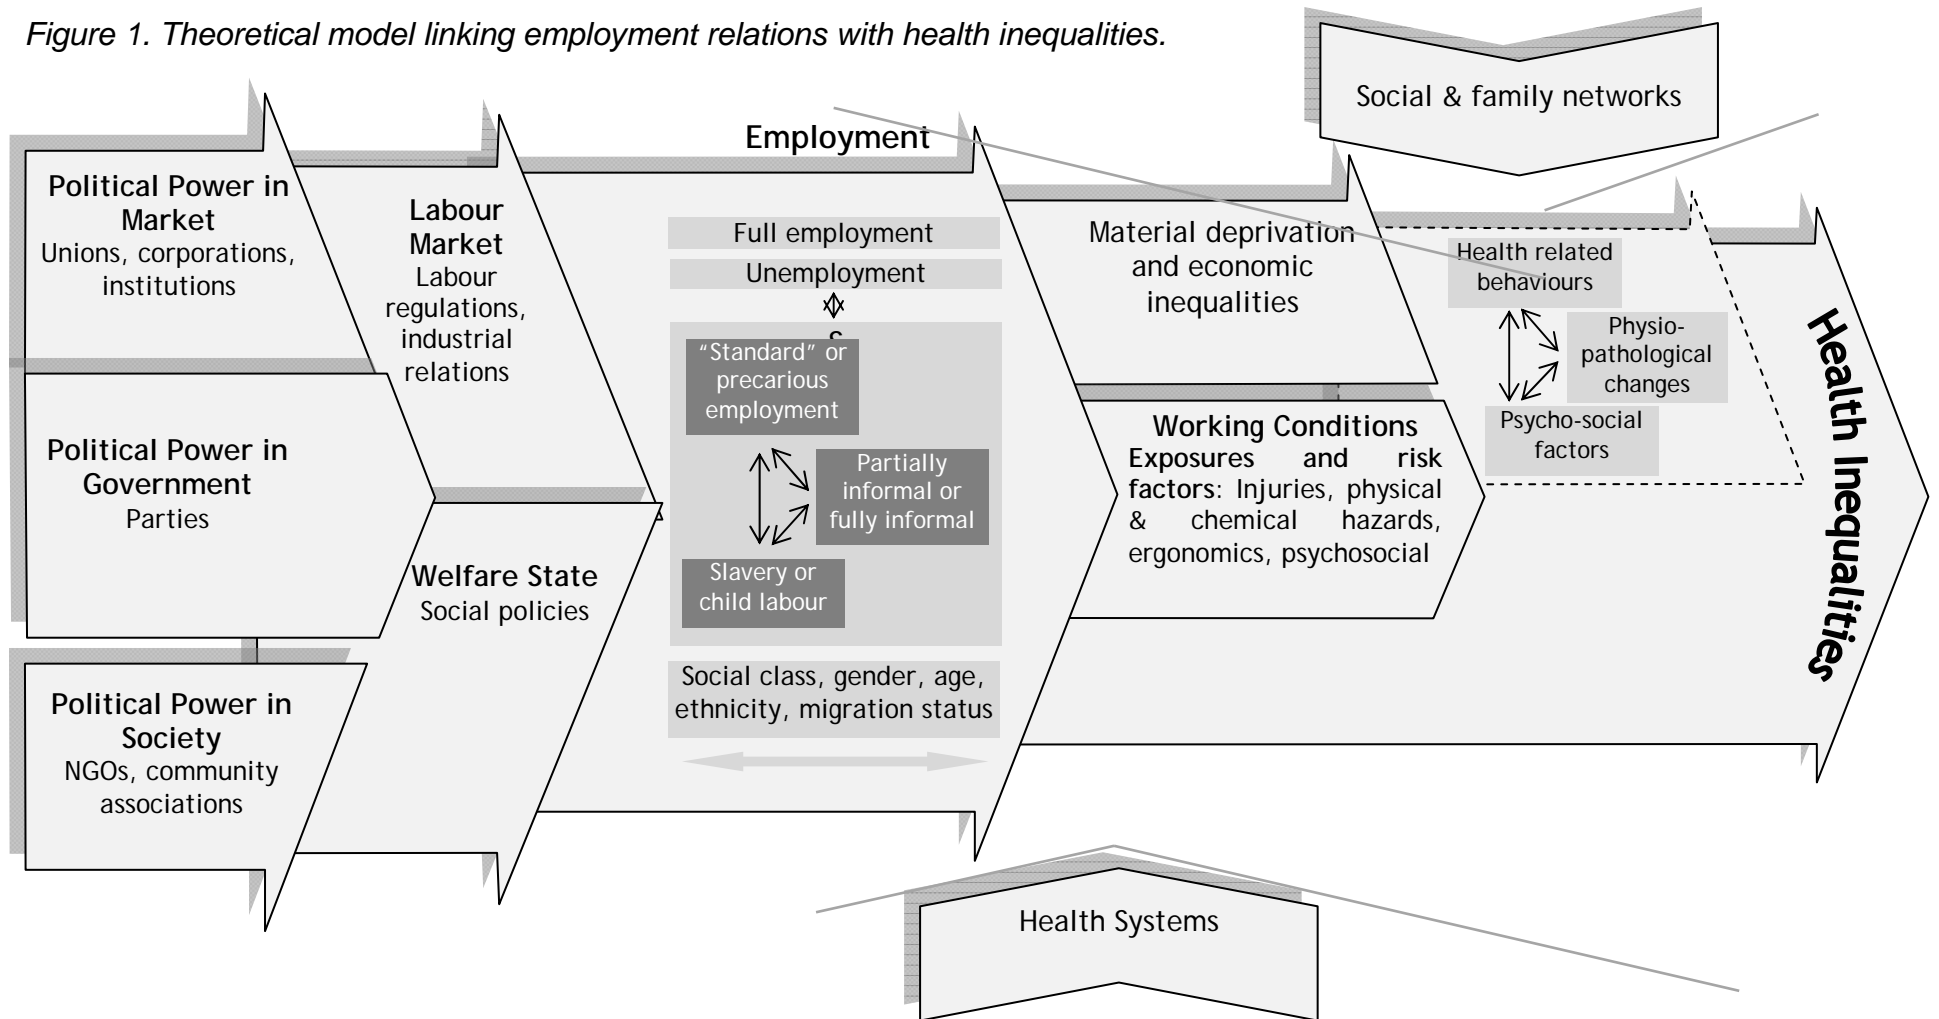 Figure 1. Theoretical model linking employment relations with health inequalities.
Social & family networks
Political Power in
Market
Unions, corporations,
institutions
Political Power in
Government
Parties
Political Power in
Society
NGOs, community
associations
Labour
Market
Labour
regulations,
industrial
relations
Welfare State
Social policies
Employment
Full employment
Unemployment
“Standard” or
precarious
employment
Partially
informal or
fully informal
Slavery or
child labour
Social class, gender, age,
ethnicity, migration status
Material deprivation
and economic
inequalities
Working Conditions
Exposures and risk
factors: Injuries, physical
& chemical hazards,
ergonomics, psychosocial
Health related
behaviours
Physio-
pathological
changes
Psycho-social
factors
Health Inequalities
Health Systems